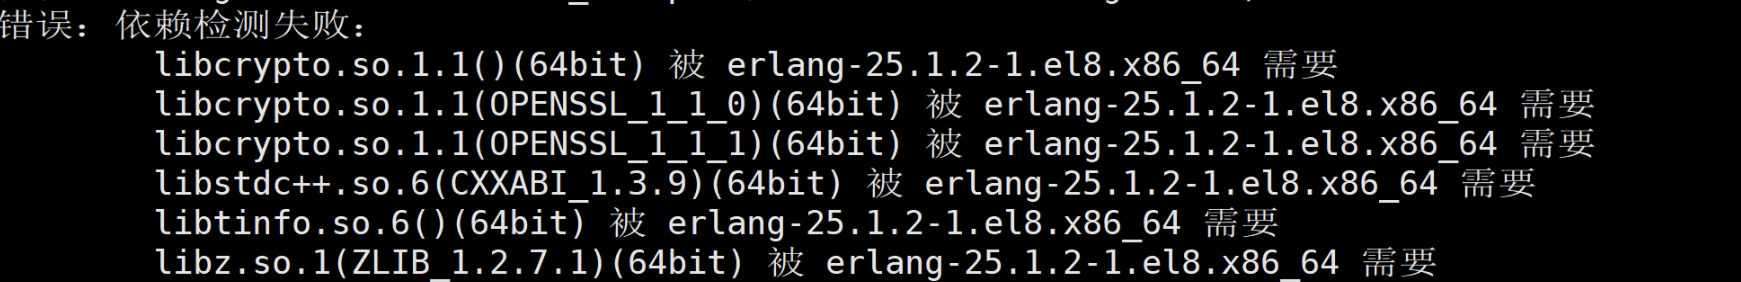 错误：依赖检测失败：
libcrypto.so.1.1()(64bit) 被 erlang-25.1.2-1.el8.x86_64 需要
libcrypto.so.1.1(OPENSSL_1_1_0)(64bit) 被 erlang-25.1.2-1.el8.x86_64 需要
libcrypto.so.1.1(OPENSSL_1_1_1)(64bit) 被 erlang-25.1.2-1.el8.x86_64 需要
libstdc++.so.6(CXXABI_1.3.9)(64bit) 被 erlang-25.1.2-1.el8.x86_64 需要
libtinfo.so.6()(64bit) 被 erlang-25.1.2-1.el8.x86_64 需要
libz.so.1(ZLIB_1.2.7.1)(64bit) 被 erlang-25.1.2-1.el8.x86_64 需要